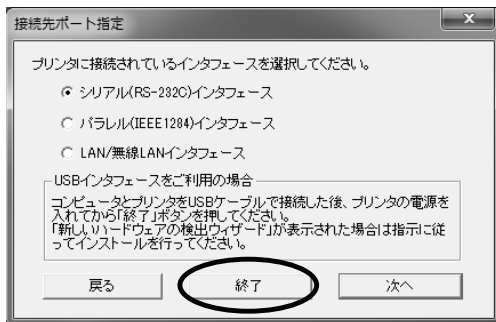 接続先ポート指定
プリンタに接続されているインタフェースを選択してください。
シリアル(RS-232C)インタフェース
パラレル(IEEE1284)インタフェース
LAN/無線LANインタフェース
USBインタフェースをご利用の場合
コンピュータとプリンタをUSBケーブルで接続した後、プリンタの電源を
入れてから「終了」ボタンを押してください。
「新しいハードウェアの検出ウィザード」が表示された場合は指示に従
ってインストールを行ってください。
戻る 終了 次へ